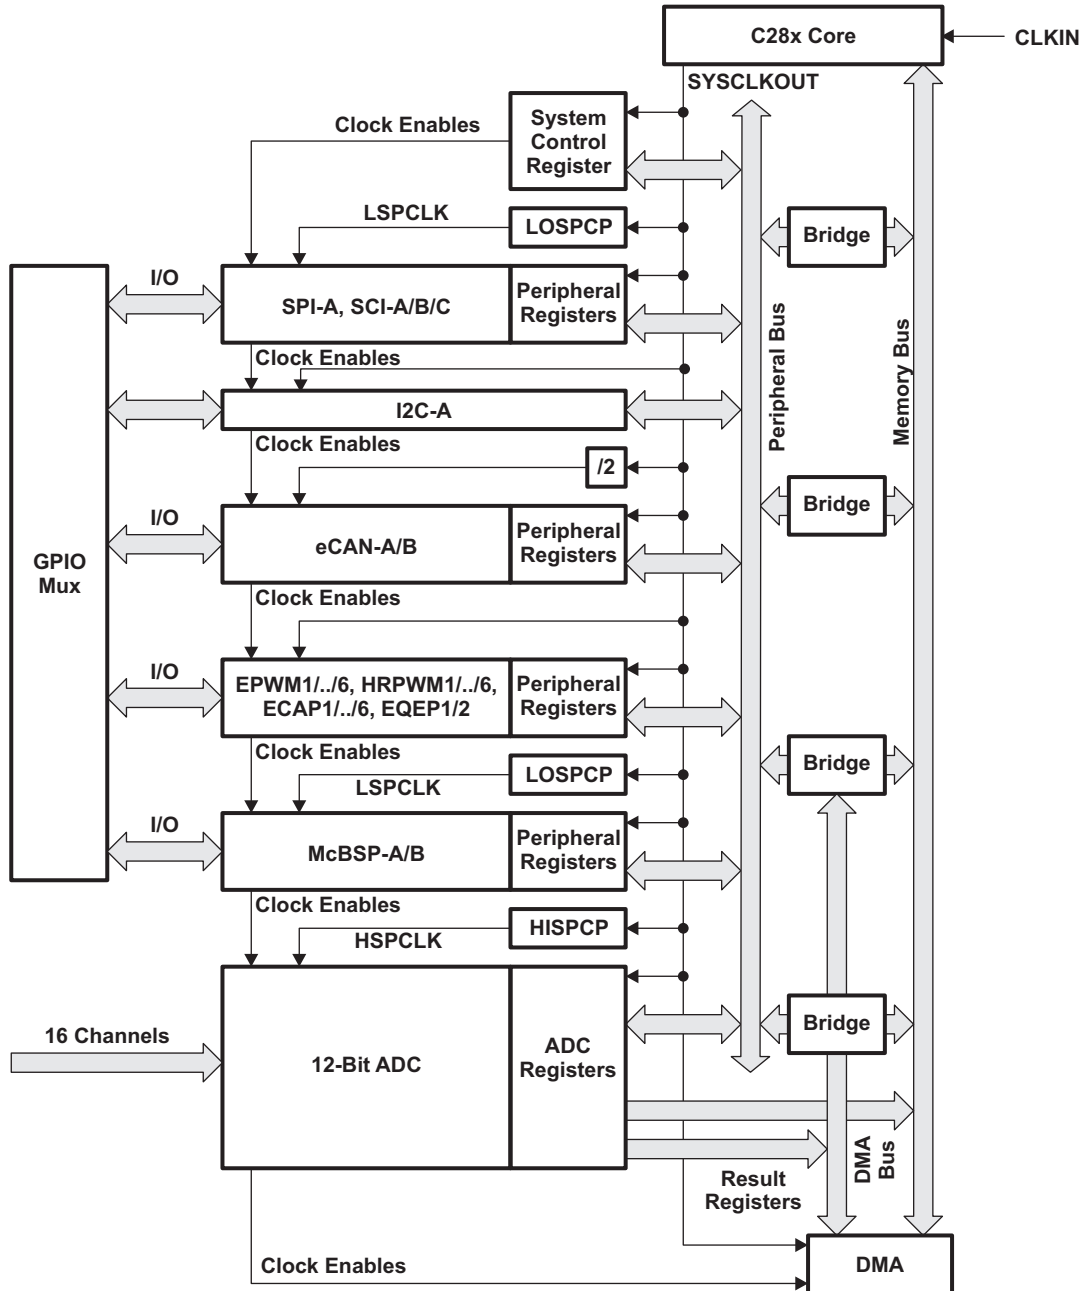 C28x Core
CLKIN
SYSCLKOUT
System
Control
Register
Clock Enables
LSPCLK
LOSPCP
Bridge
I/O
SPI-A, SCI-A/B/C
Peripheral
Registers
Peripheral Bus
Memory Bus
Clock Enables
I2C-A
Clock Enables
/2
Bridge
I/O
eCAN-A/B
Peripheral
Registers
GPIO
Mux
Clock Enables
I/O
EPWM1/../6, HRPWM1/../6,
ECAP1/../6, EQEP1/2
Peripheral
Registers
Clock Enables
LSPCLK
LOSPCP
Bridge
I/O
McBSP-A/B
Peripheral
Registers
Clock Enables
HSPCLK
HISPCP
16 Channels
12-Bit ADC
ADC
Registers
Bridge
DMA
Bus
Result
Registers
Clock Enables
DMA